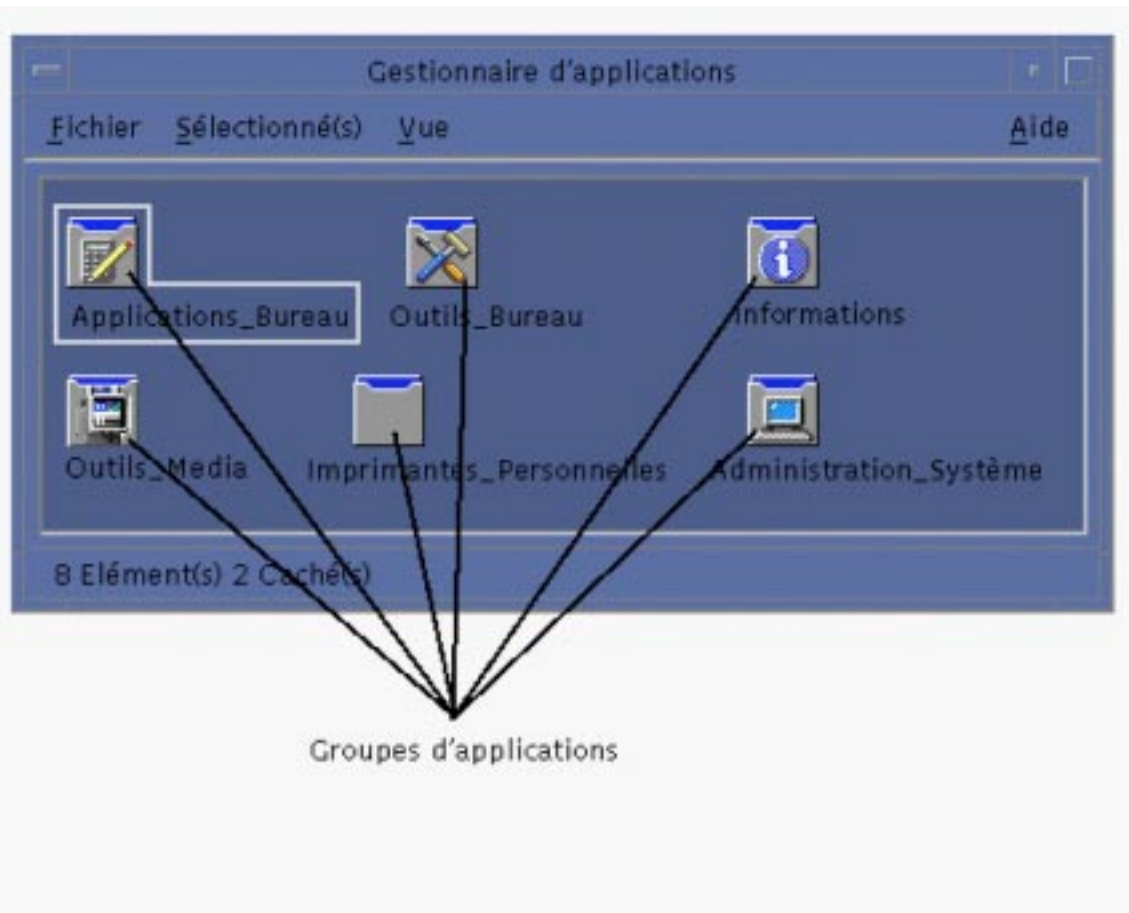 Gestionnaire d'applications
Fichier Sélectionné(s) Vue Aide
Applications_Bureau Outils_Bureau Informations
Outils_Media Imprimantes_Personnelles Administration_Système
8 Elément(s) 2 Caché(s)
Groupes d'applications